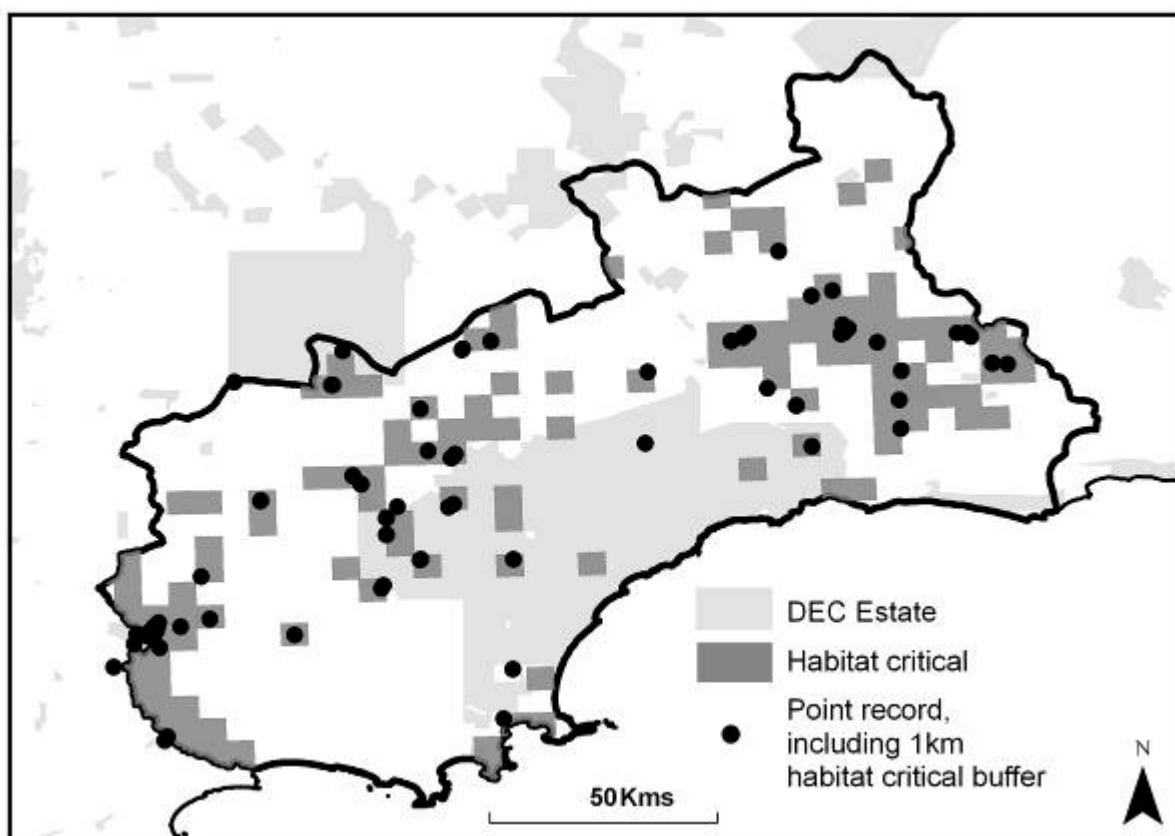 DEC Estate
Habitat critical
Point record,
including 1km
habitat critical buffer
50Kms
N